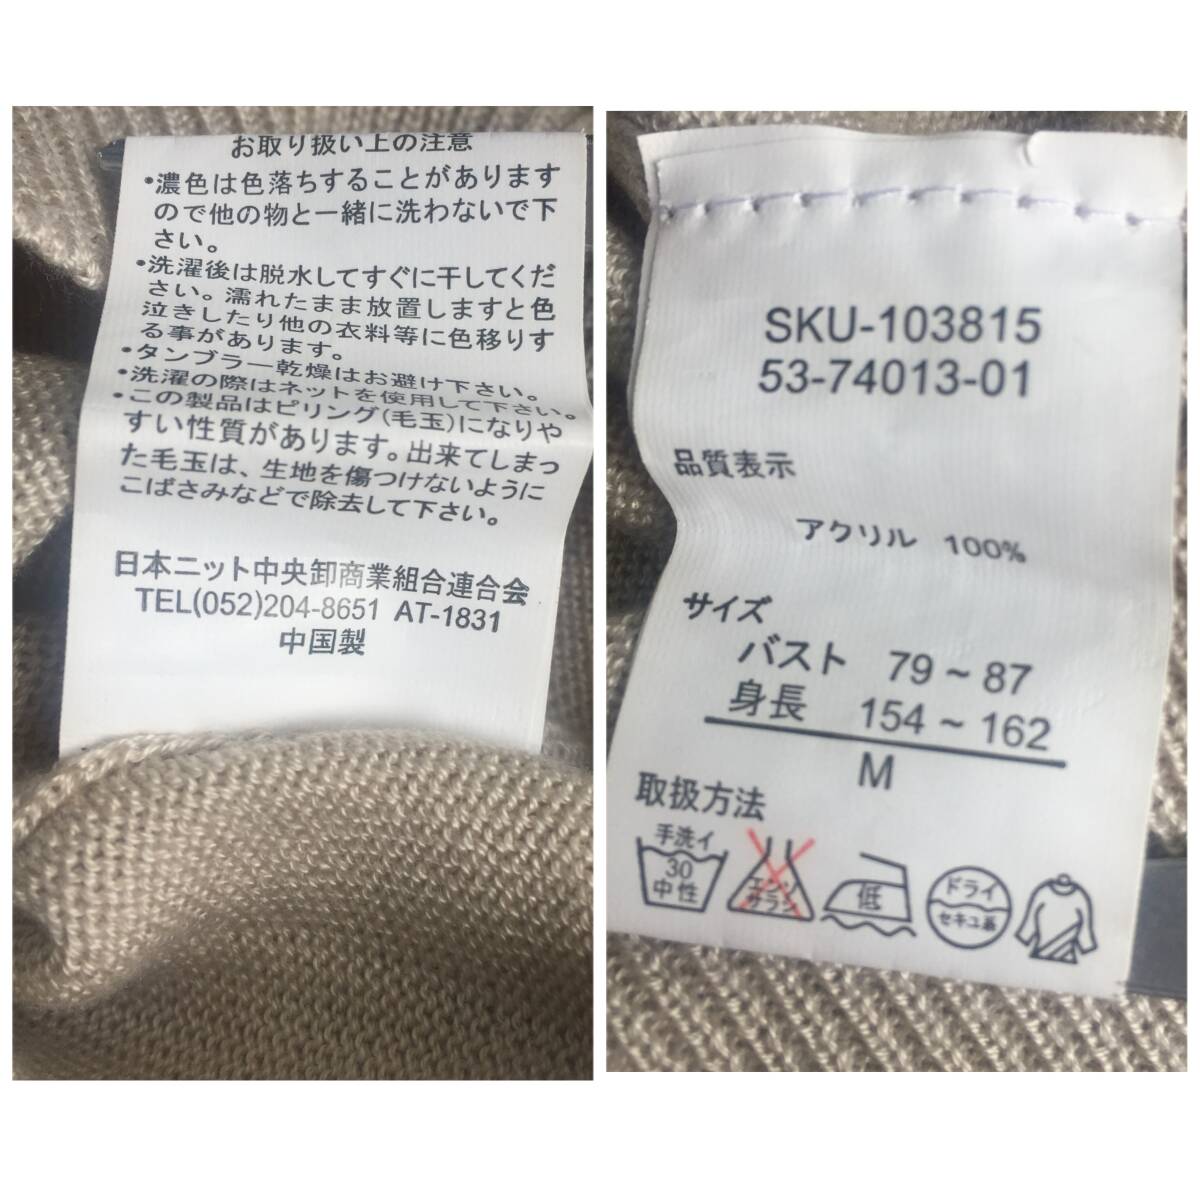 お取り扱い上の注意
•濃色は色落ちすることがあります
ので他の物と一緒に洗わないで下
さい。
•洗濯後は脱水してすぐに干してくだ
さい。濡れたまま放置しますと色
泣きしたり他の衣料等に色移りす
る事があります。
•タンブラー乾燥はお避け下さい。
•洗濯の際はネットを使用して下さい。
•この製品はピリング(毛玉)になりや
すい性質があります。出来てしまっ
た毛玉は、生地を傷つけないように
こばさみなどで除去して下さい。
日本ニット中央卸商業組合連合会
TEL(052)204-8651 AT-1831
中国製
SKU-103815
53-74013-01
品質表示
アクリル 100%
サイズ
バスト 79~87
身長 154~162
M
取扱方法
手洗イ
30
中性
エンソ
サラシ
低
ドライ
セキユ系